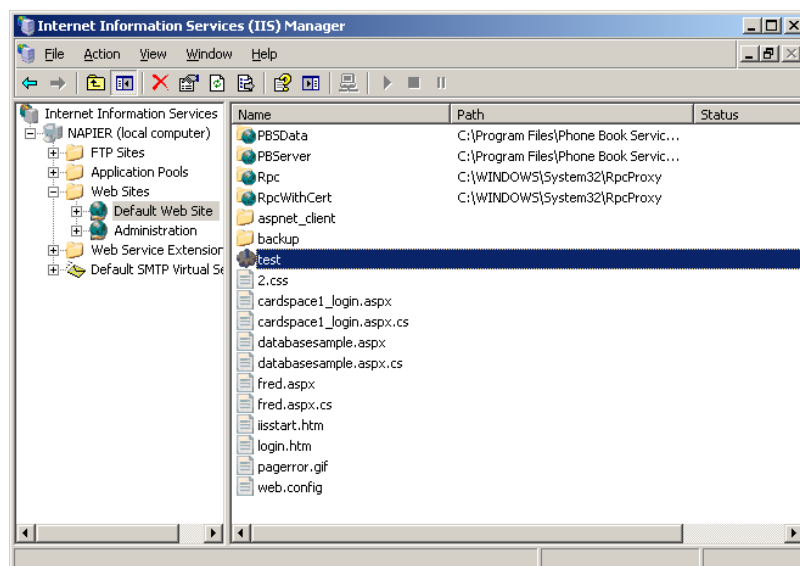 Internet Information Services (IIS) Manager
File Action View Window Help
Internet Information Services
NAPIER (local computer)
FTP Sites
Application Pools
Web Sites
Default Web Site
Administration
Web Service Extension
Default SMTP Virtual Se
Name Path Status
PBSData C:\Program Files\Phone Book Servic...
PBServer C:\Program Files\Phone Book Servic...
Rpc C:\WINDOWS\System32\RpcProxy
RpcWithCert C:\WINDOWS\System32\RpcProxy
aspnet_client
backup
test
2.css
cardspace1_login.aspx
cardspace1_login.aspx.cs
databasesample.aspx
databasesample.aspx.cs
fred.aspx
fred.aspx.cs
iisstart.htm
login.htm
pagerror.gif
web.config